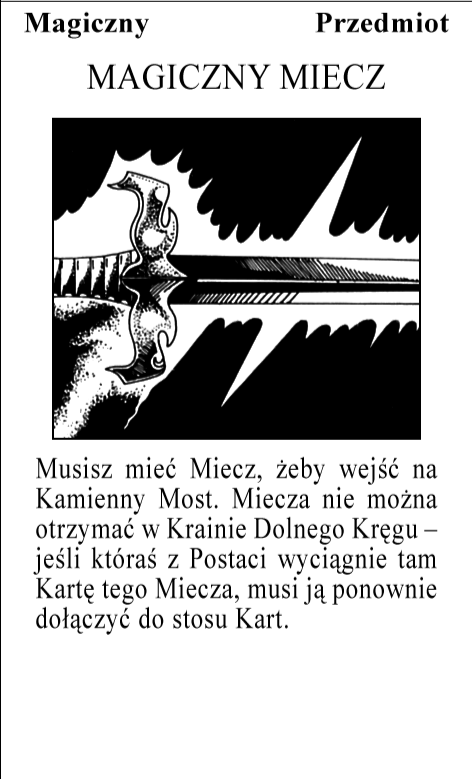 Magiczny Przedmiot
MAGICZNY MIECZ
Musisz mieć Miecz, żeby wejść na
Kamienny Most. Miecza nie można
otrzymać w Krainie Dolnego Kręgu –
jeśli któraś z Postaci wyciągnie tam
Kartę tego Miecza, musi ją ponownie
dołączyć do stosu Kart.